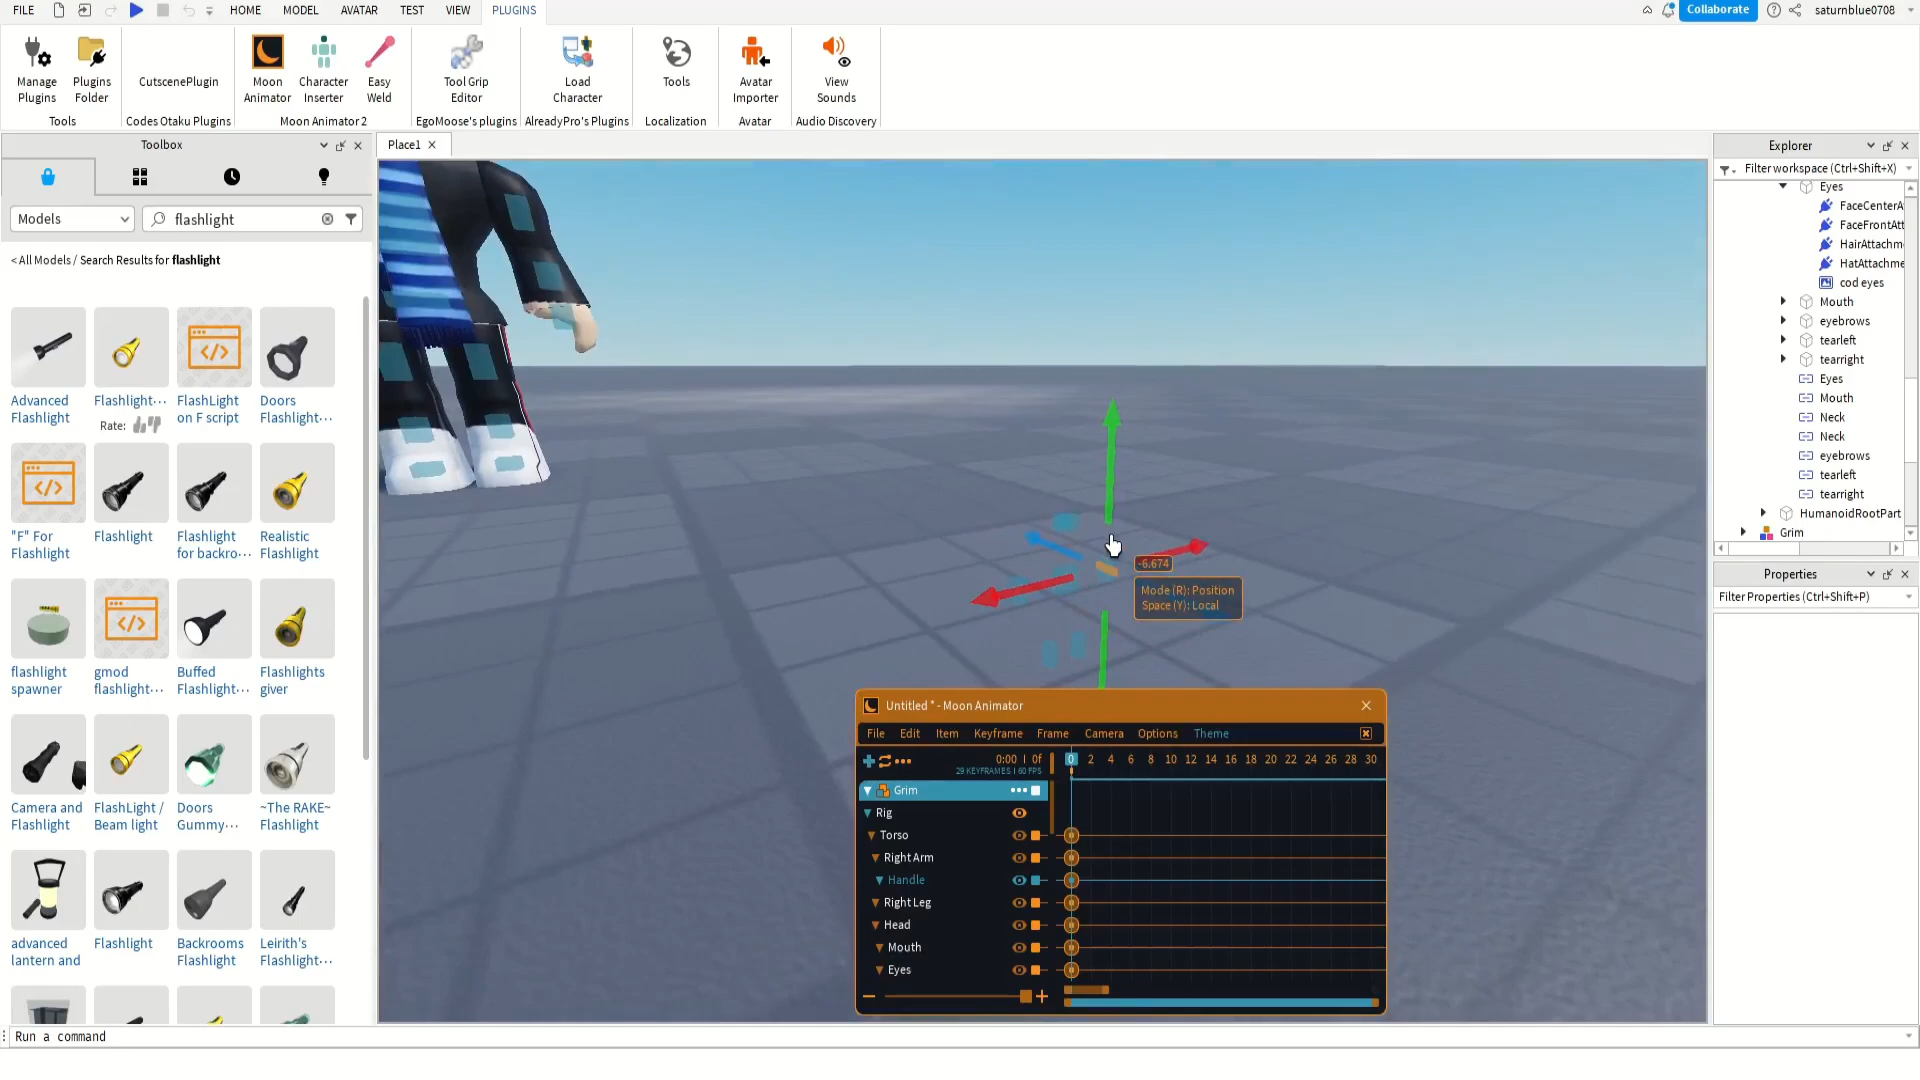 FILE HOME MODEL AVATAR TEST VIEW PLUGINS Collaborate saturnblue0708
Manage Plugins
Plugins Folder
CutscenePlugin
Moon Animator
Character Inserter
Easy Weld
Tool Grip Editor
Load Character
Tools
Avatar Importer
View Sounds
Tools
Codes Otaku Plugins
Moon Animator 2
EgoMoose's plugins
AlreadyPro's Plugins
Localization
Avatar
Audio Discovery
Toolbox
Models
flashlight
< All Models / Search Results for flashlight
Advanced Flashlight
Flashlight···
FlashLight on F script
Doors Flashlight···
Rate:
"F" For Flashlight
Flashlight
Flashlight for backro···
Realistic Flashlight
flashlight spawner
gmod flashlight···
Buffed Flashlight···
Flashlights giver
Camera and Flashlight
FlashLight / Beam light
Doors Gummy···
~The RAKE~ Flashlight
advanced lantern and
Flashlight
Backrooms Flashlight
Leirith's Flashlight···
Place1
-6.674
Mode (R): Position
Space (Y): Local
Untitled * - Moon Animator
File Edit Item Keyframe Frame Camera Options Theme
0:00 | 0f
29 KEYFRAMES | 60 FPS
0 2 4 6 8 10 12 14 16 18 20 22 24 26 28 30
Grim
Rig
Torso
Right Arm
Handle
Right Leg
Head
Mouth
Eyes
Explorer
Filter workspace (Ctrl+Shift+X)
Eyes
FaceCenterA
FaceFrontAtt
HairAttachm
HatAttachme
cod eyes
Mouth
eyebrows
tearleft
tearright
Eyes
Mouth
Neck
Neck
eyebrows
tearleft
tearright
HumanoidRootPart
Grim
Properties
Filter Properties (Ctrl+Shift+P)
Run a command